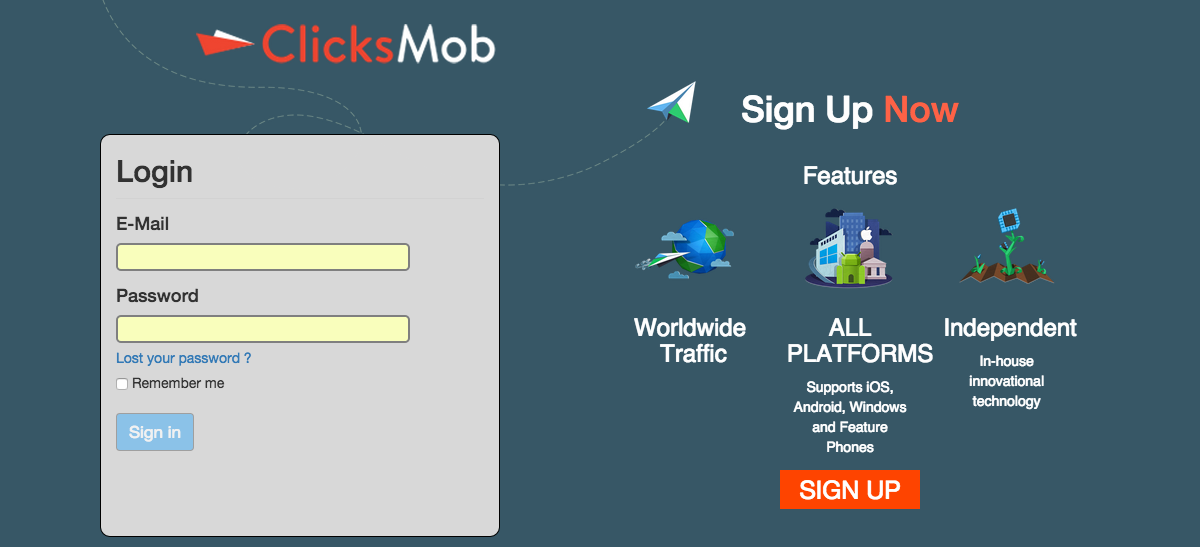 ClicksMob
Login
E-Mail
Password
Lost your password ?
Remember me
Sign in
Sign Up Now
Features
Worldwide
Traffic
ALL
PLATFORMS
Supports iOS,
Android, Windows
and Feature
Phones
Independent
In-house
innovational
technology
SIGN UP